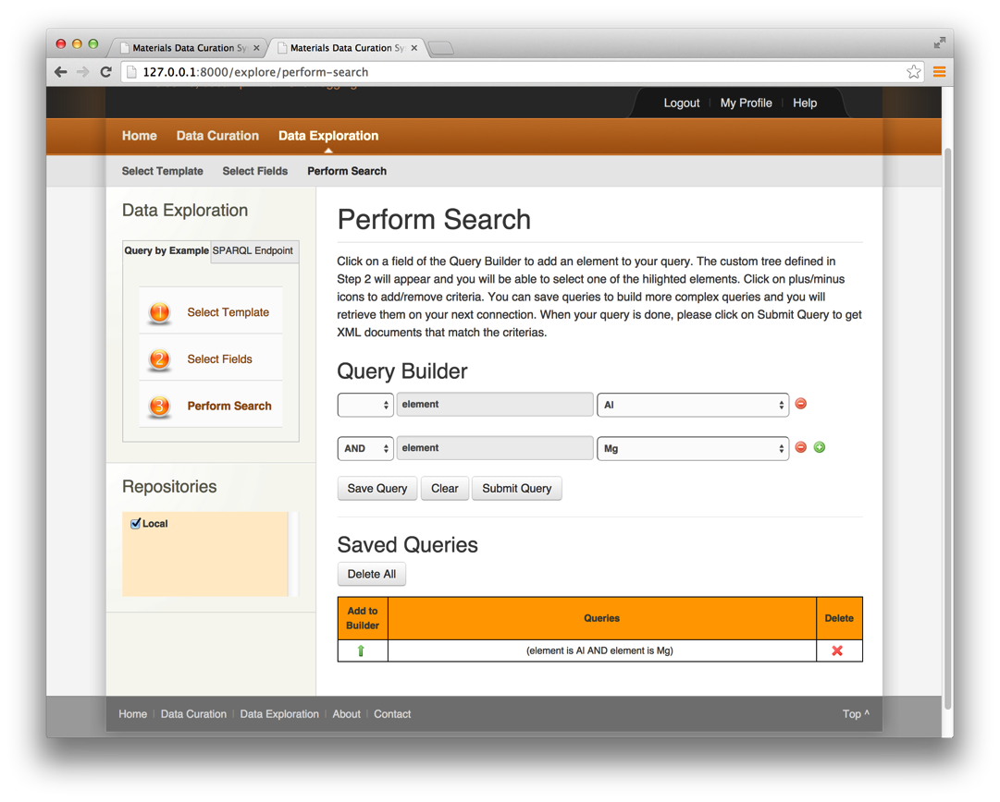 Materials Data Curation Sy
Materials Data Curation Sy
127.0.0.1:8000/explore/perform-search
Logout | My Profile | Help
Home Data Curation Data Exploration
Select Template Select Fields Perform Search
Data Exploration
Query by Example SPARQL Endpoint
1 Select Template
2 Select Fields
3 Perform Search
Repositories
Local
Perform Search
Click on a field of the Query Builder to add an element to your query. The custom tree defined in
Step 2 will appear and you will be able to select one of the hilighted elements. Click on plus/minus
icons to add/remove criteria. You can save queries to build more complex queries and you will
retrieve them on your next connection. When your query is done, please click on Submit Query to get
XML documents that match the criterias.
Query Builder
element Al
AND element Mg
Save Query Clear Submit Query
Saved Queries
Delete All
Add to Builder Queries Delete
(element is Al AND element is Mg)
Home | Data Curation | Data Exploration | About | Contact
Top ^